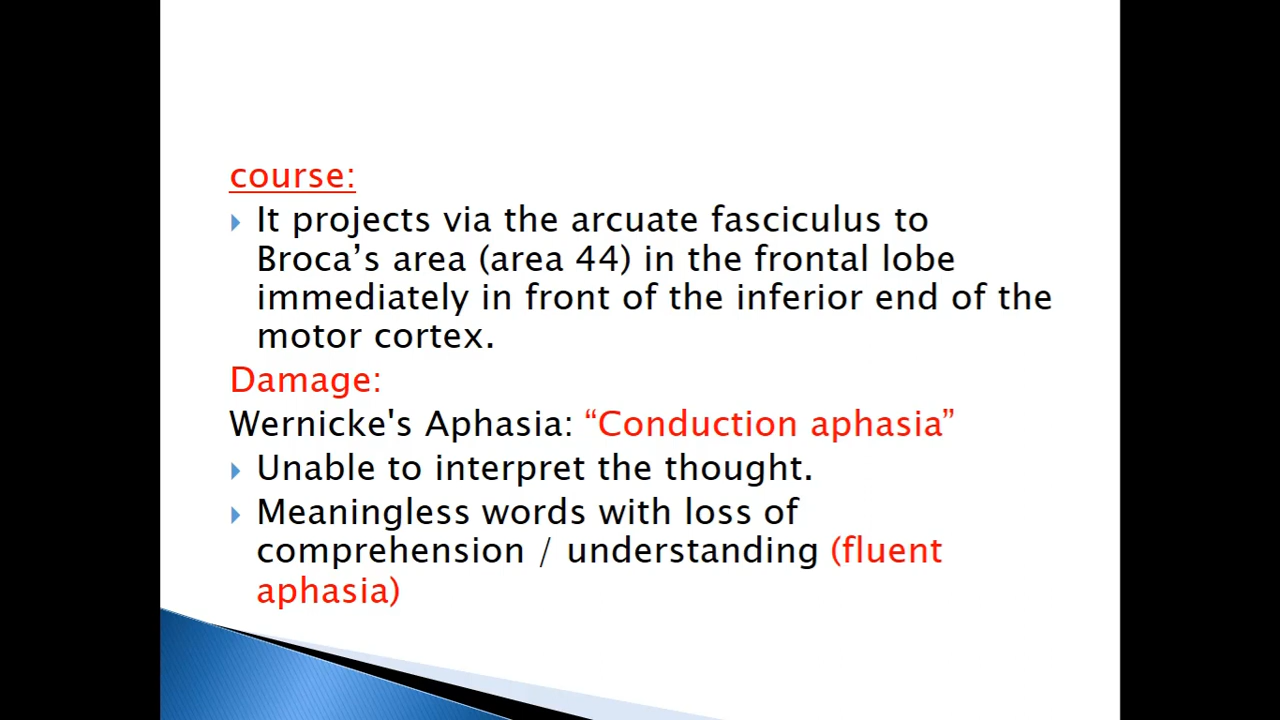 course:
It projects via the arcuate fasciculus to
Broca’s area (area 44) in the frontal lobe
immediately in front of the inferior end of the
motor cortex.
Damage:
Wernicke's Aphasia: “Conduction aphasia”
Unable to interpret the thought.
Meaningless words with loss of
comprehension / understanding (fluent
aphasia)